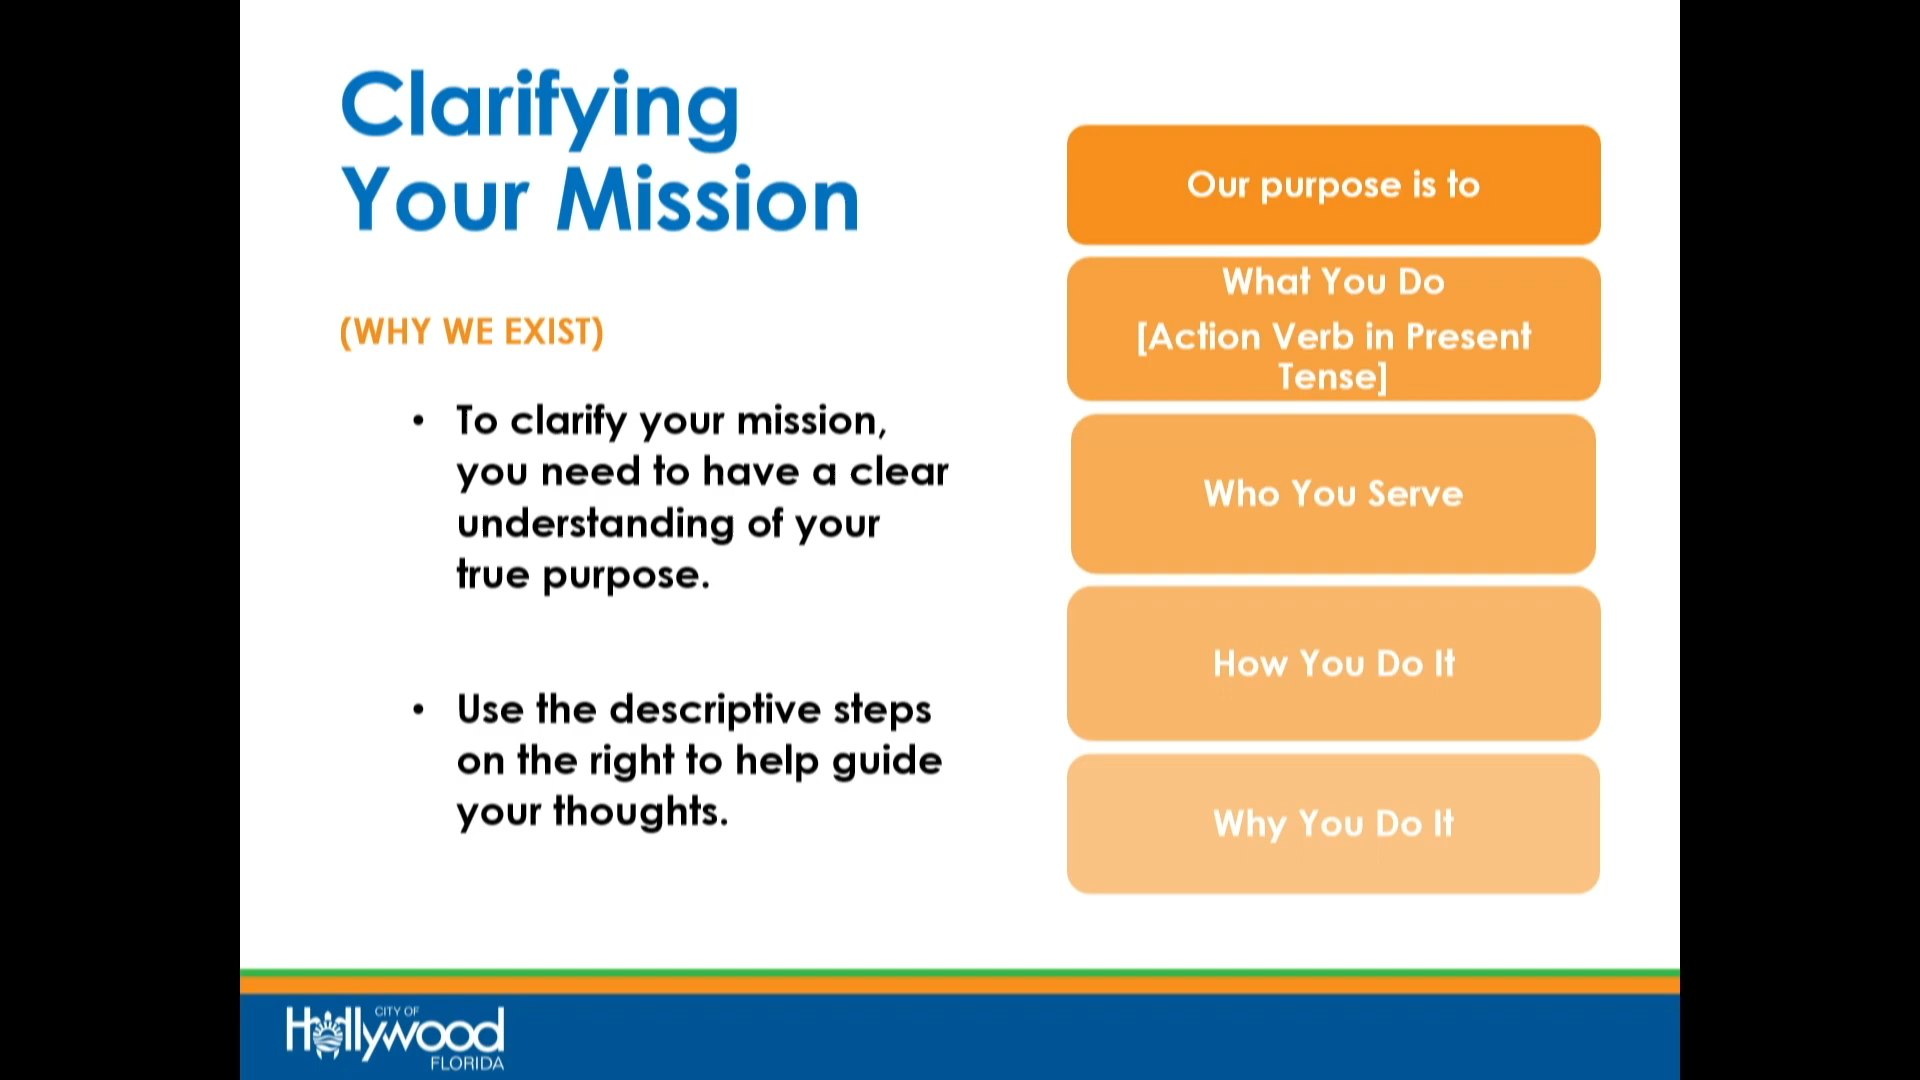 Clarifying
Your Mission
(WHY WE EXIST)
• To clarify your mission,
you need to have a clear
understanding of your
true purpose.
• Use the descriptive steps
on the right to help guide
your thoughts.
Our purpose is to
What You Do
[Action Verb in Present
Tense]
Who You Serve
How You Do It
Why You Do It
CITY OF
Hollywood
FLORIDA